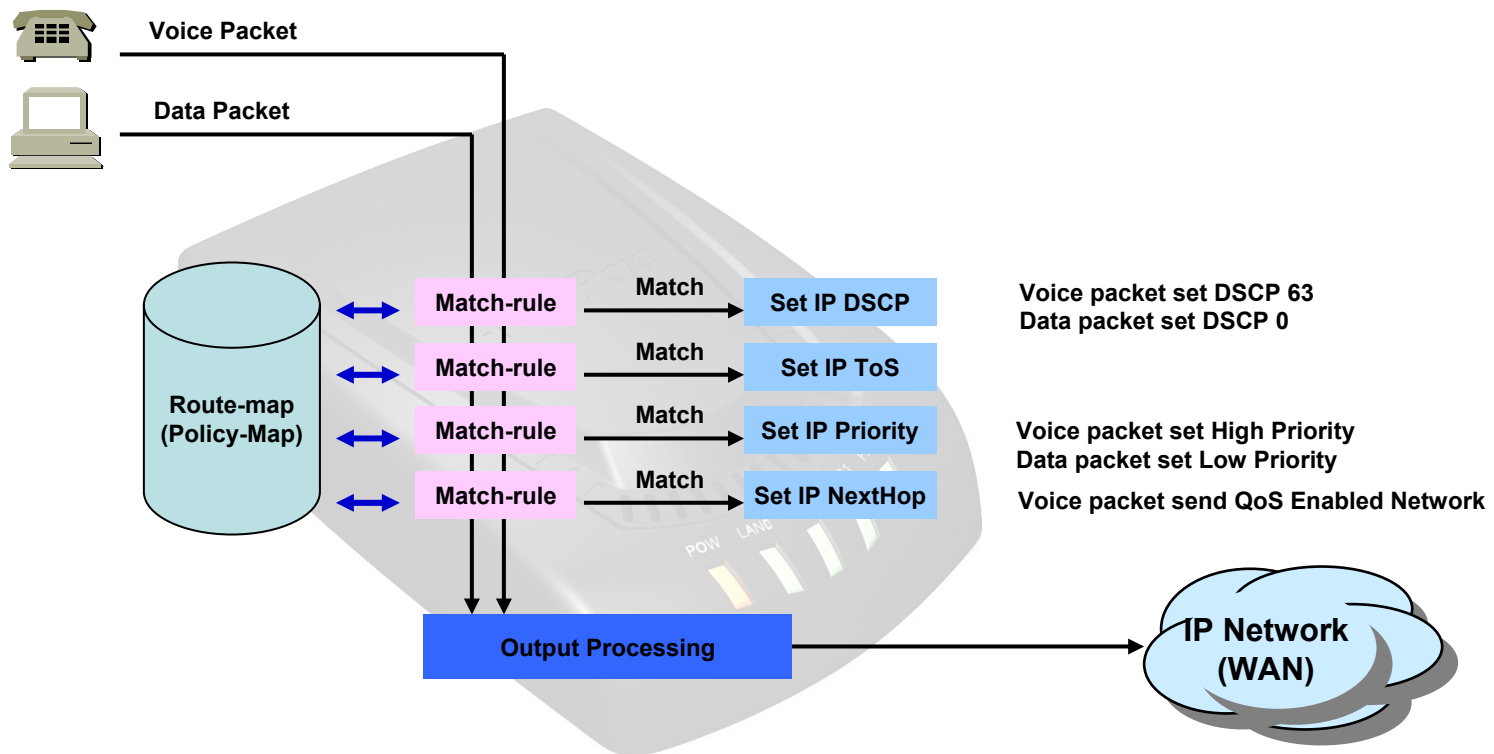 Voice Packet
Data Packet
Route-map
(Policy-Map)
Match-rule
Match
Set IP DSCP
Voice packet set DSCP 63
Data packet set DSCP 0
Match-rule
Match
Set IP ToS
Match-rule
Match
Set IP Priority
Voice packet set High Priority
Data packet set Low Priority
Match-rule
Match
Set IP NextHop
Voice packet send QoS Enabled Network
POW
LAN0
Output Processing
IP Network
(WAN)